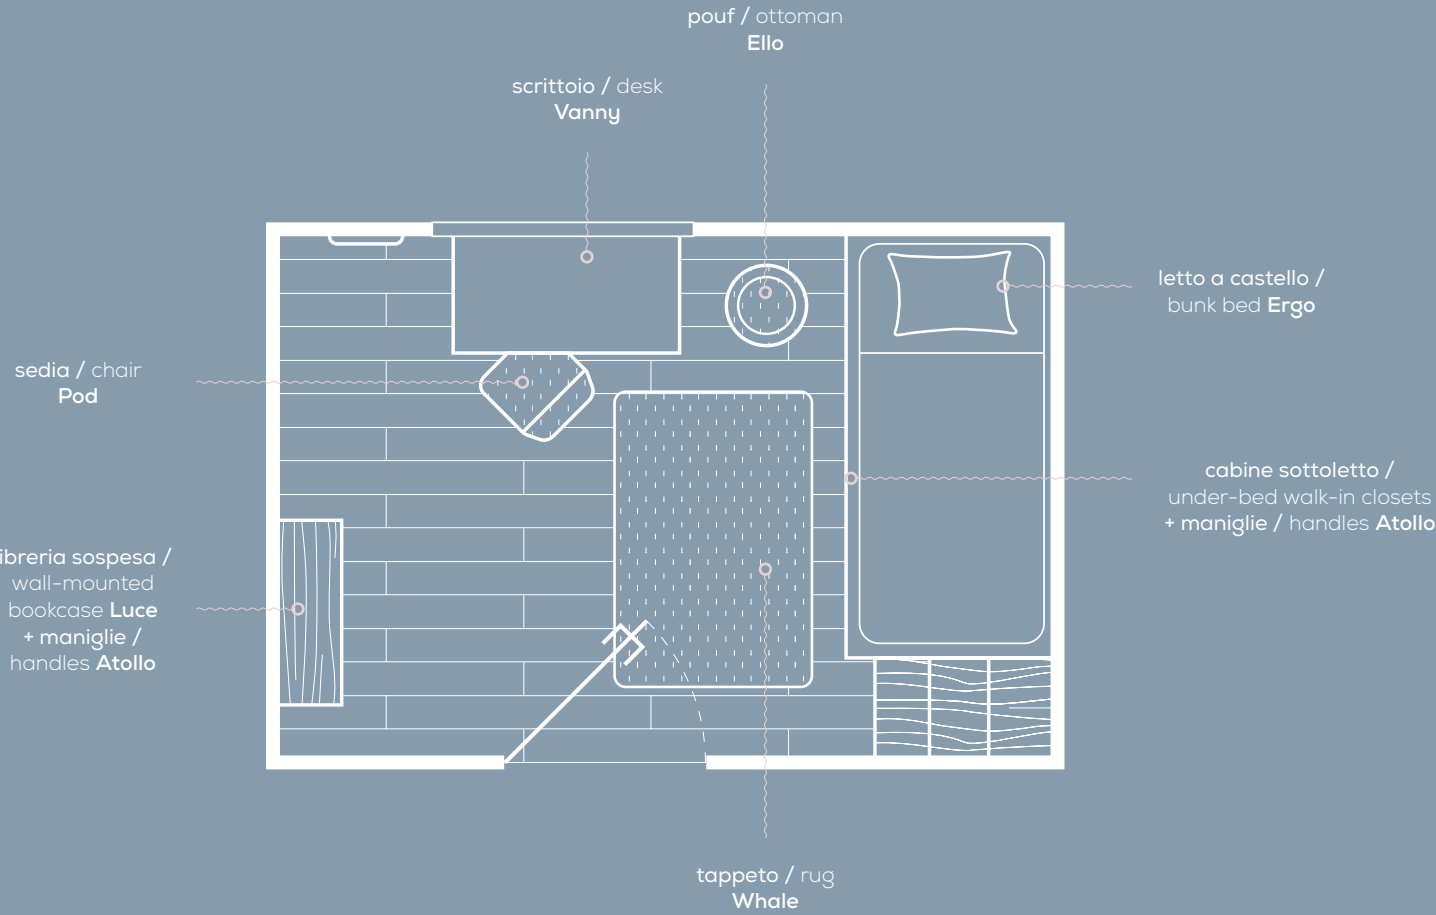 pouf / ottoman
Ello
scrittoio / desk
Vanny
letto a castello /
bunk bed Ergo
sedia / chair
Pod
cabine sottoletto /
under-bed walk-in closets
+ maniglie / handles Atollo
ibreria sospesa /
wall-mounted
bookcase Luce
+ maniglie /
handles Atollo
tappeto / rug
Whale